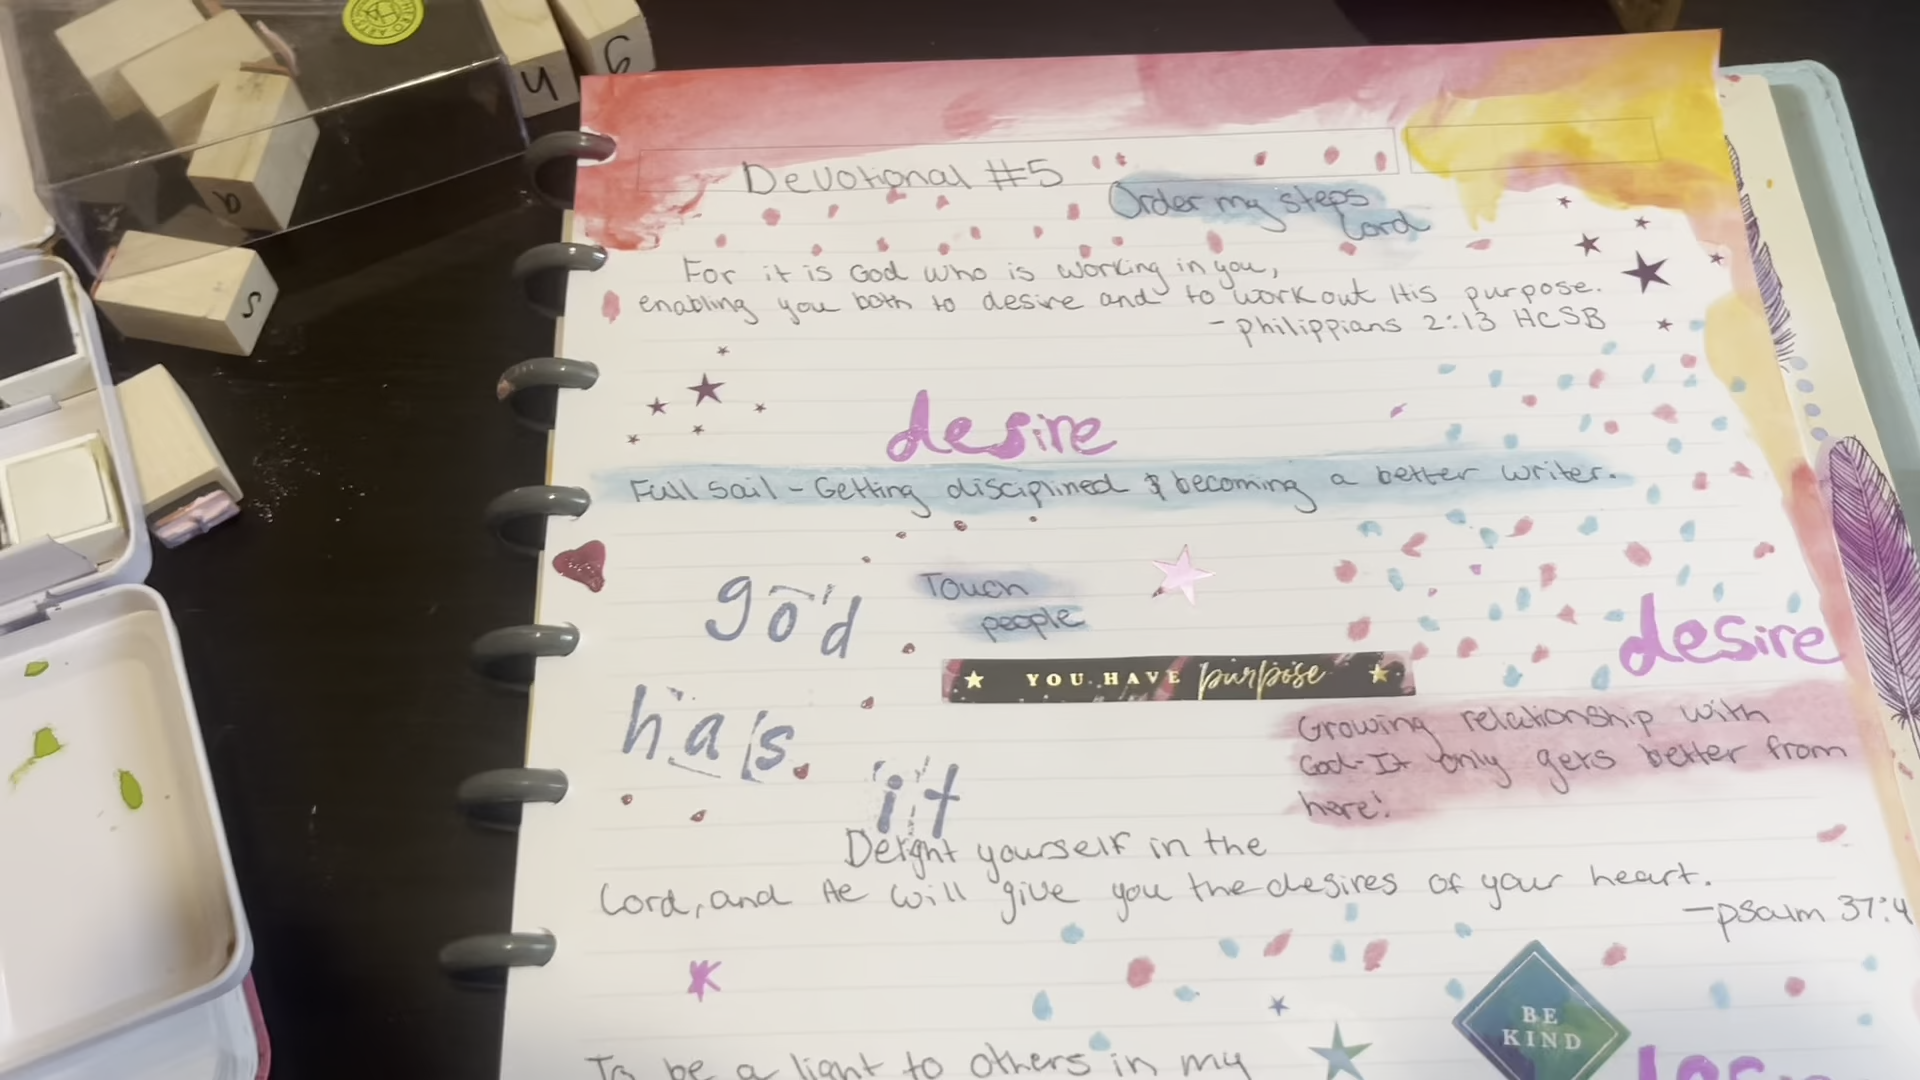 Devotional #5
Order my steps
Lord
For it is God who is working in you,
enabling you both to desire and to work out His purpose.
-philippians 2:13 HCSB
desire
Full Sail - Getting disciplined & becoming a better writer.
god
Touch
people
YOU HAVE purpose
desire
has
it
Growing relationship with
God-It only gets better from
here!
Delight yourself in the
Lord, and He will give you the desires of your heart.
-psalm 37:4
BE
KIND
To be a light to others in my
4
6
a
s